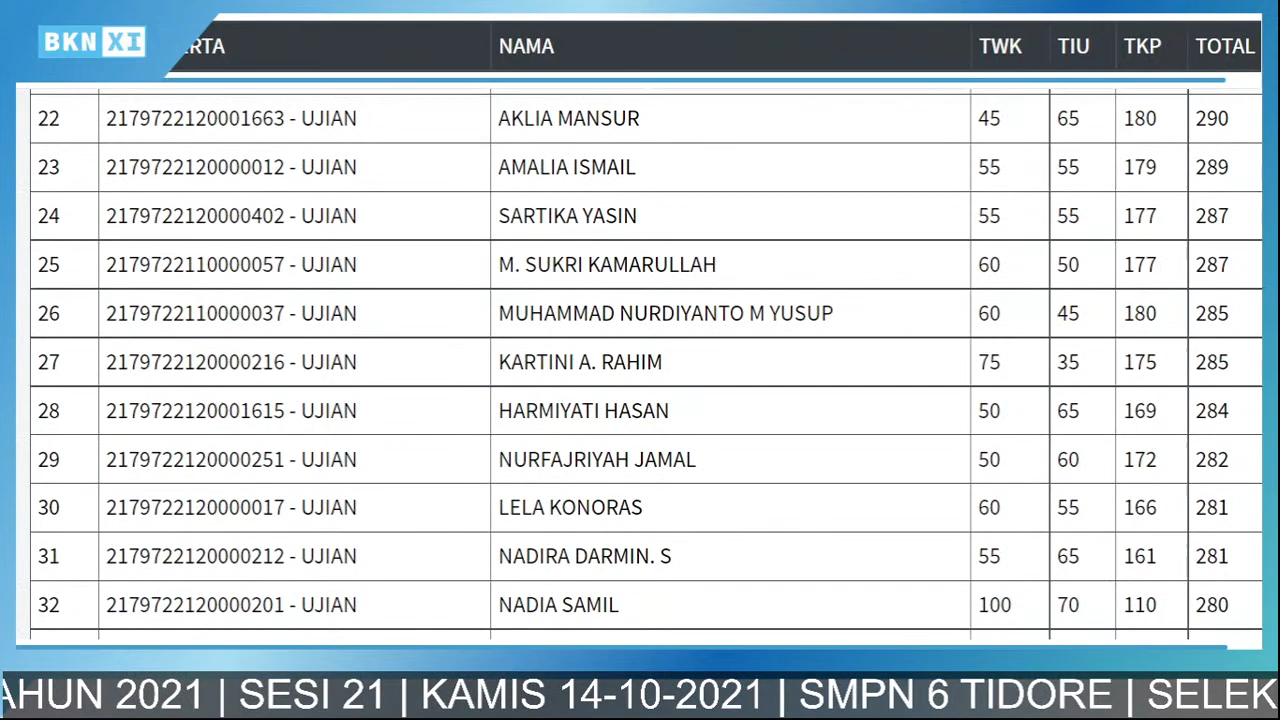 BKN XI
NAMA TWK TIU TKP TOTAL
22 2179722120001663 - UJIAN AKLIA MANSUR 45 65 180 290
23 2179722120000012 - UJIAN AMALIA ISMAIL 55 55 179 289
24 2179722120000402 - UJIAN SARTIKA YASIN 55 55 177 287
25 2179722110000057 - UJIAN M. SUKRI KAMARULLAH 60 50 177 287
26 2179722110000037 - UJIAN MUHAMMAD NURDIYANTO M YUSUP 60 45 180 285
27 2179722120000216 - UJIAN KARTINI A. RAHIM 75 35 175 285
28 2179722120001615 - UJIAN HARMIYATI HASAN 50 65 169 284
29 2179722120000251 - UJIAN NURFAJRIYAH JAMAL 50 60 172 282
30 2179722120000017 - UJIAN LELA KONORAS 60 55 166 281
31 2179722120000212 - UJIAN NADIRA DARMIN. S 55 65 161 281
32 2179722120000201 - UJIAN NADIA SAMIL 100 70 110 280
AHUN 2021 | SESI 21 | KAMIS 14-10-2021 | SMPN 6 TIDORE | SELEK